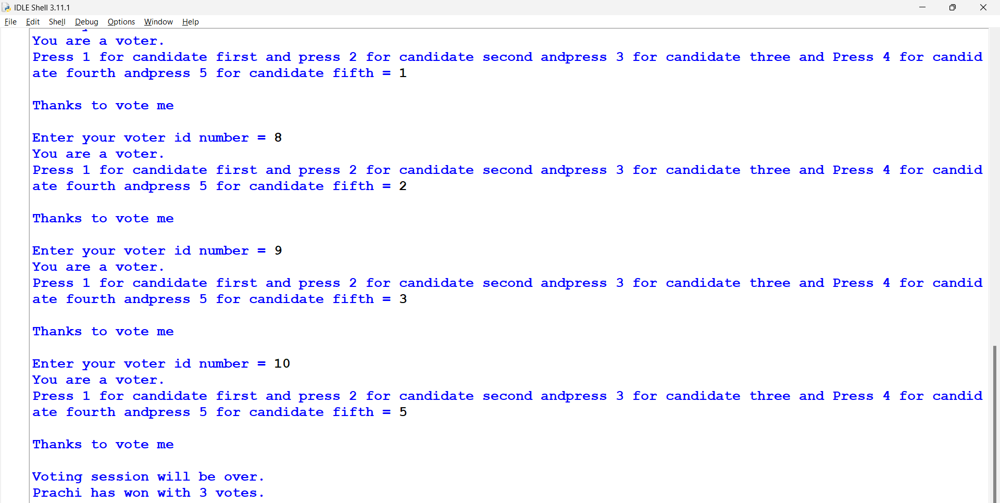 IDLE Shell 3.11.1
File Edit Shell Debug Options Window Help
You are a voter.
Press 1 for candidate first and press 2 for candidate second andpress 3 for candidate three and Press 4 for candid
ate fourth andpress 5 for candidate fifth = 1
Thanks to vote me
Enter your voter id number = 8
You are a voter.
Press 1 for candidate first and press 2 for candidate second andpress 3 for candidate three and Press 4 for candid
ate fourth andpress 5 for candidate fifth = 2
Thanks to vote me
Enter your voter id number = 9
You are a voter.
Press 1 for candidate first and press 2 for candidate second andpress 3 for candidate three and Press 4 for candid
ate fourth andpress 5 for candidate fifth = 3
Thanks to vote me
Enter your voter id number = 10
You are a voter.
Press 1 for candidate first and press 2 for candidate second andpress 3 for candidate three and Press 4 for candid
ate fourth andpress 5 for candidate fifth = 5
Thanks to vote me
Voting session will be over.
Prachi has won with 3 votes.